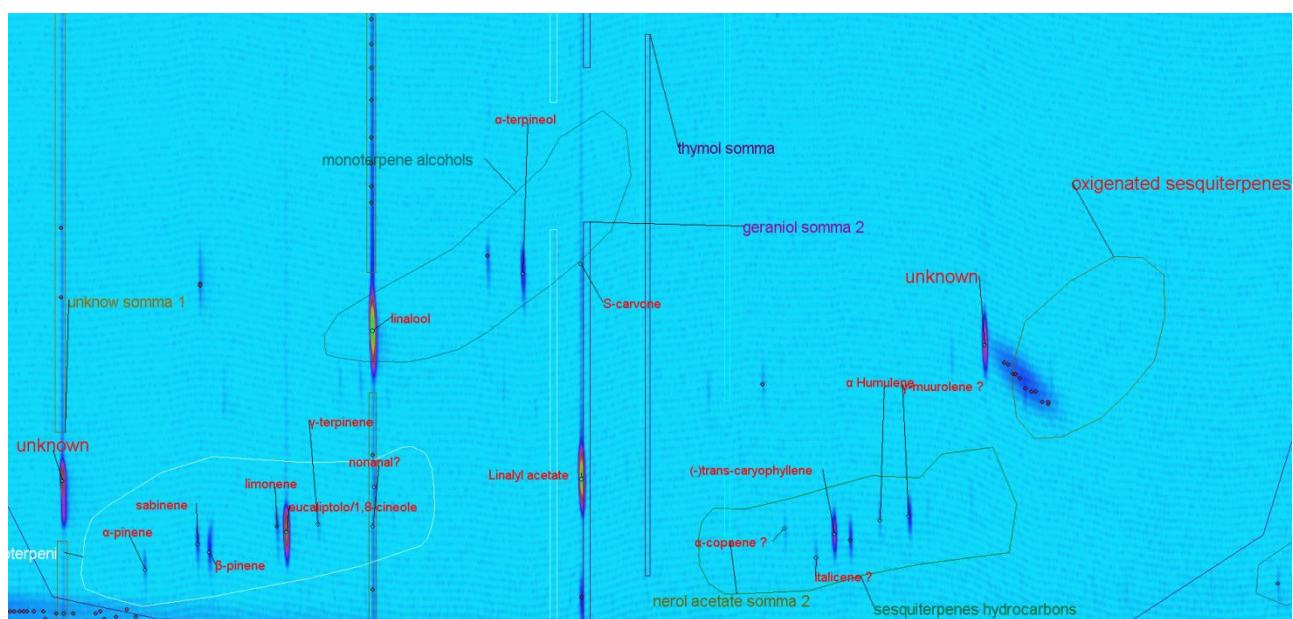 α-terpineol
monoterpene alcohols
thymol somma
oxigenated sesquiterpenes
geraniol somma 2
unknown
unknow somma 1
S-carvone
linalool
α Humulene
γ-muurolene ?
γ-terpinene
unknown
nonanal?
limonene
Linalyl acetate
(-)trans-caryophyllene
sabinene
eucaliptolo/1,8-cineole
α-pinene
α-copaene ?
oterpeni
β-pinene
italicene ?
nerol acetate somma 2
sesquiterpenes hydrocarbons